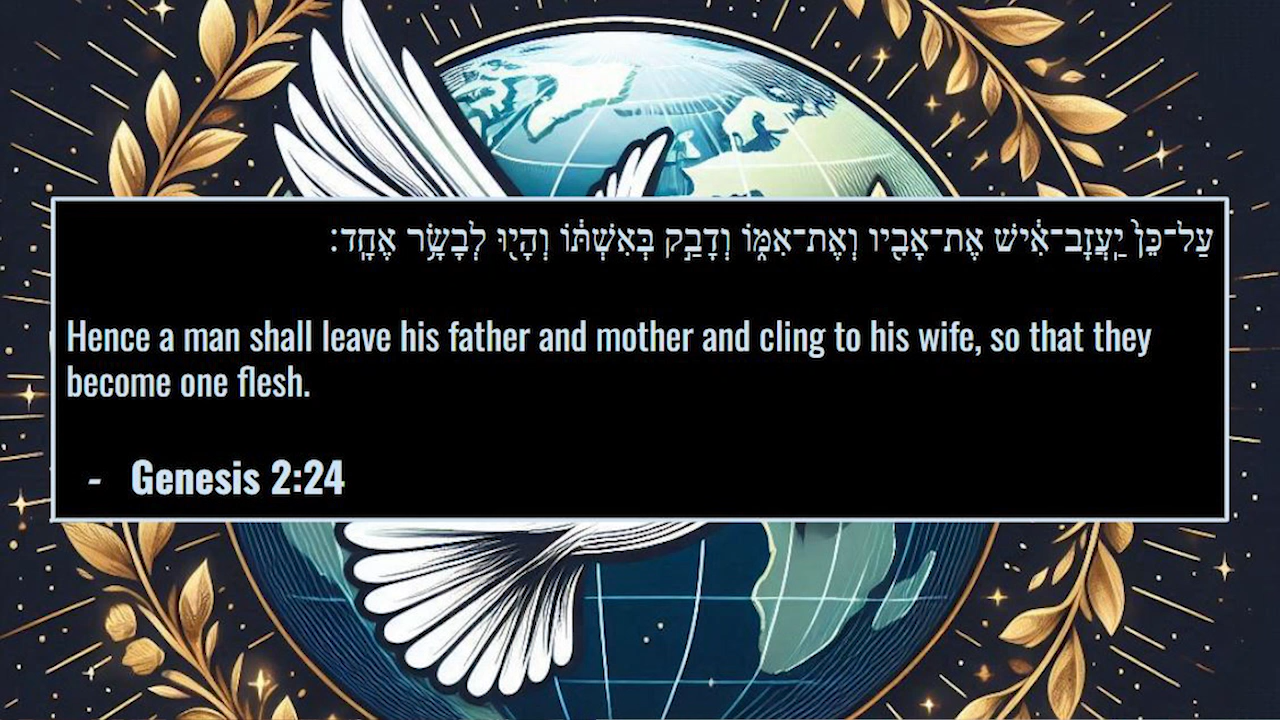 עַל־כֵּן֙ יַֽעֲזׇב־אִ֔ישׁ אֶת־אָבִ֖יו וְאֶת־אִמּ֑וֹ וְדָבַ֣ק בְּאִשְׁתּ֔וֹ וְהָי֖וּ לְבָשָׂ֥ר אֶחָֽד׃
Hence a man shall leave his father and mother and cling to his wife, so that they
become one flesh.
- Genesis 2:24